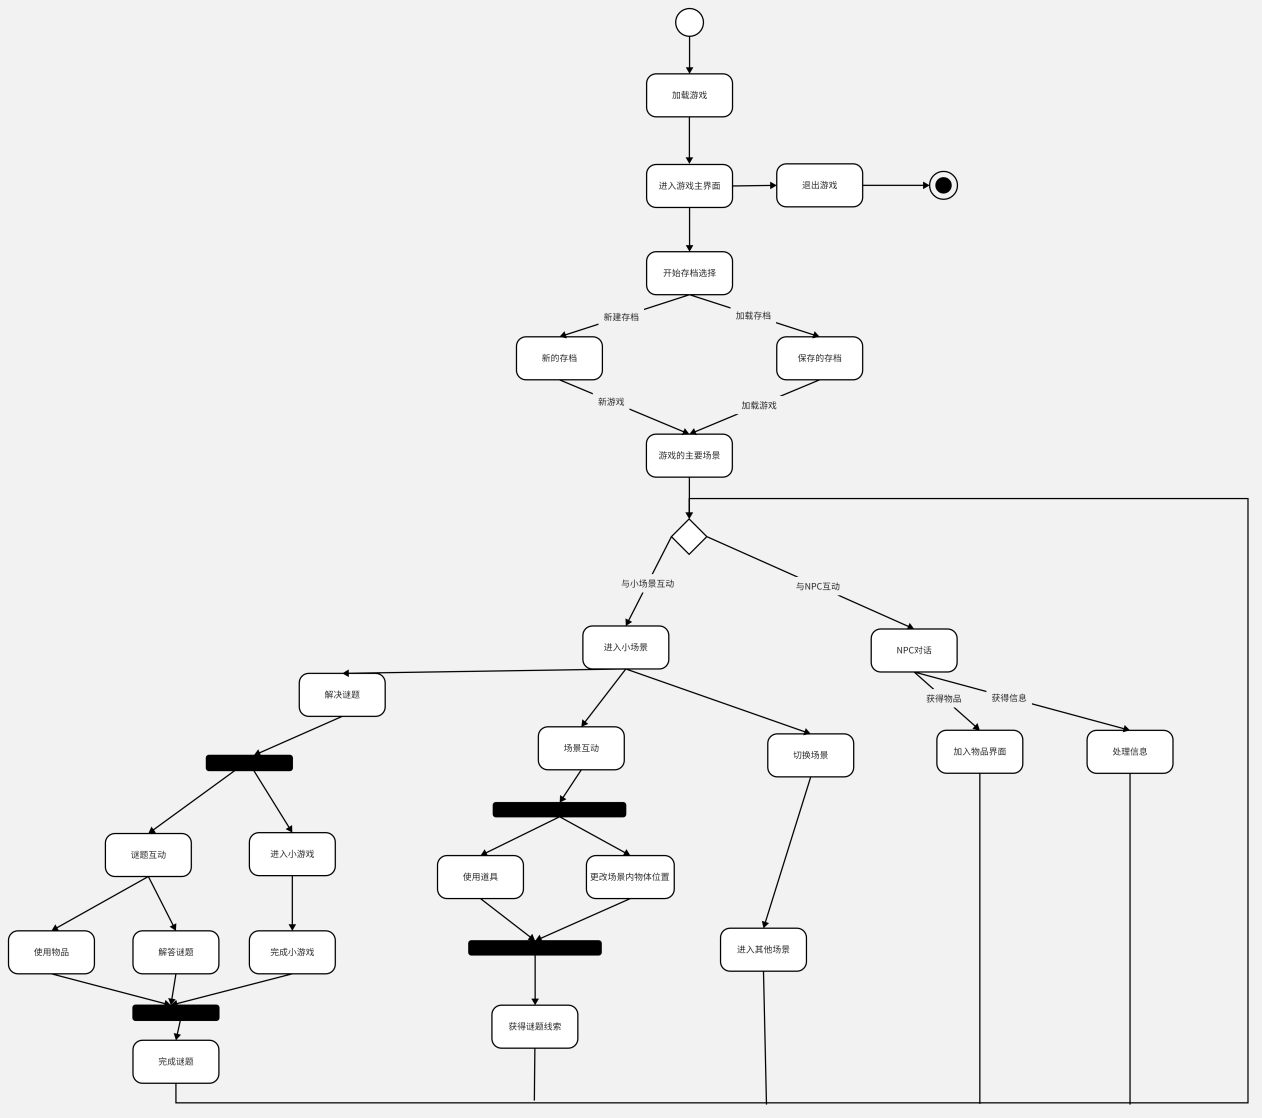 加载游戏
进入游戏主界面
退出游戏
开始存档选择
新建存档
加载存档
新的存档
保存的存档
新游戏
加载游戏
游戏的主要场景
与小场景互动
与NPC互动
进入小场景
NPC对话
解决谜题
获得物品
获得信息
场景互动
切换场景
加入物品界面
处理信息
谜题互动
进入小游戏
使用道具
更改场景内物体位置
使用物品
解答谜题
完成小游戏
进入其他场景
获得谜题线索
完成谜题